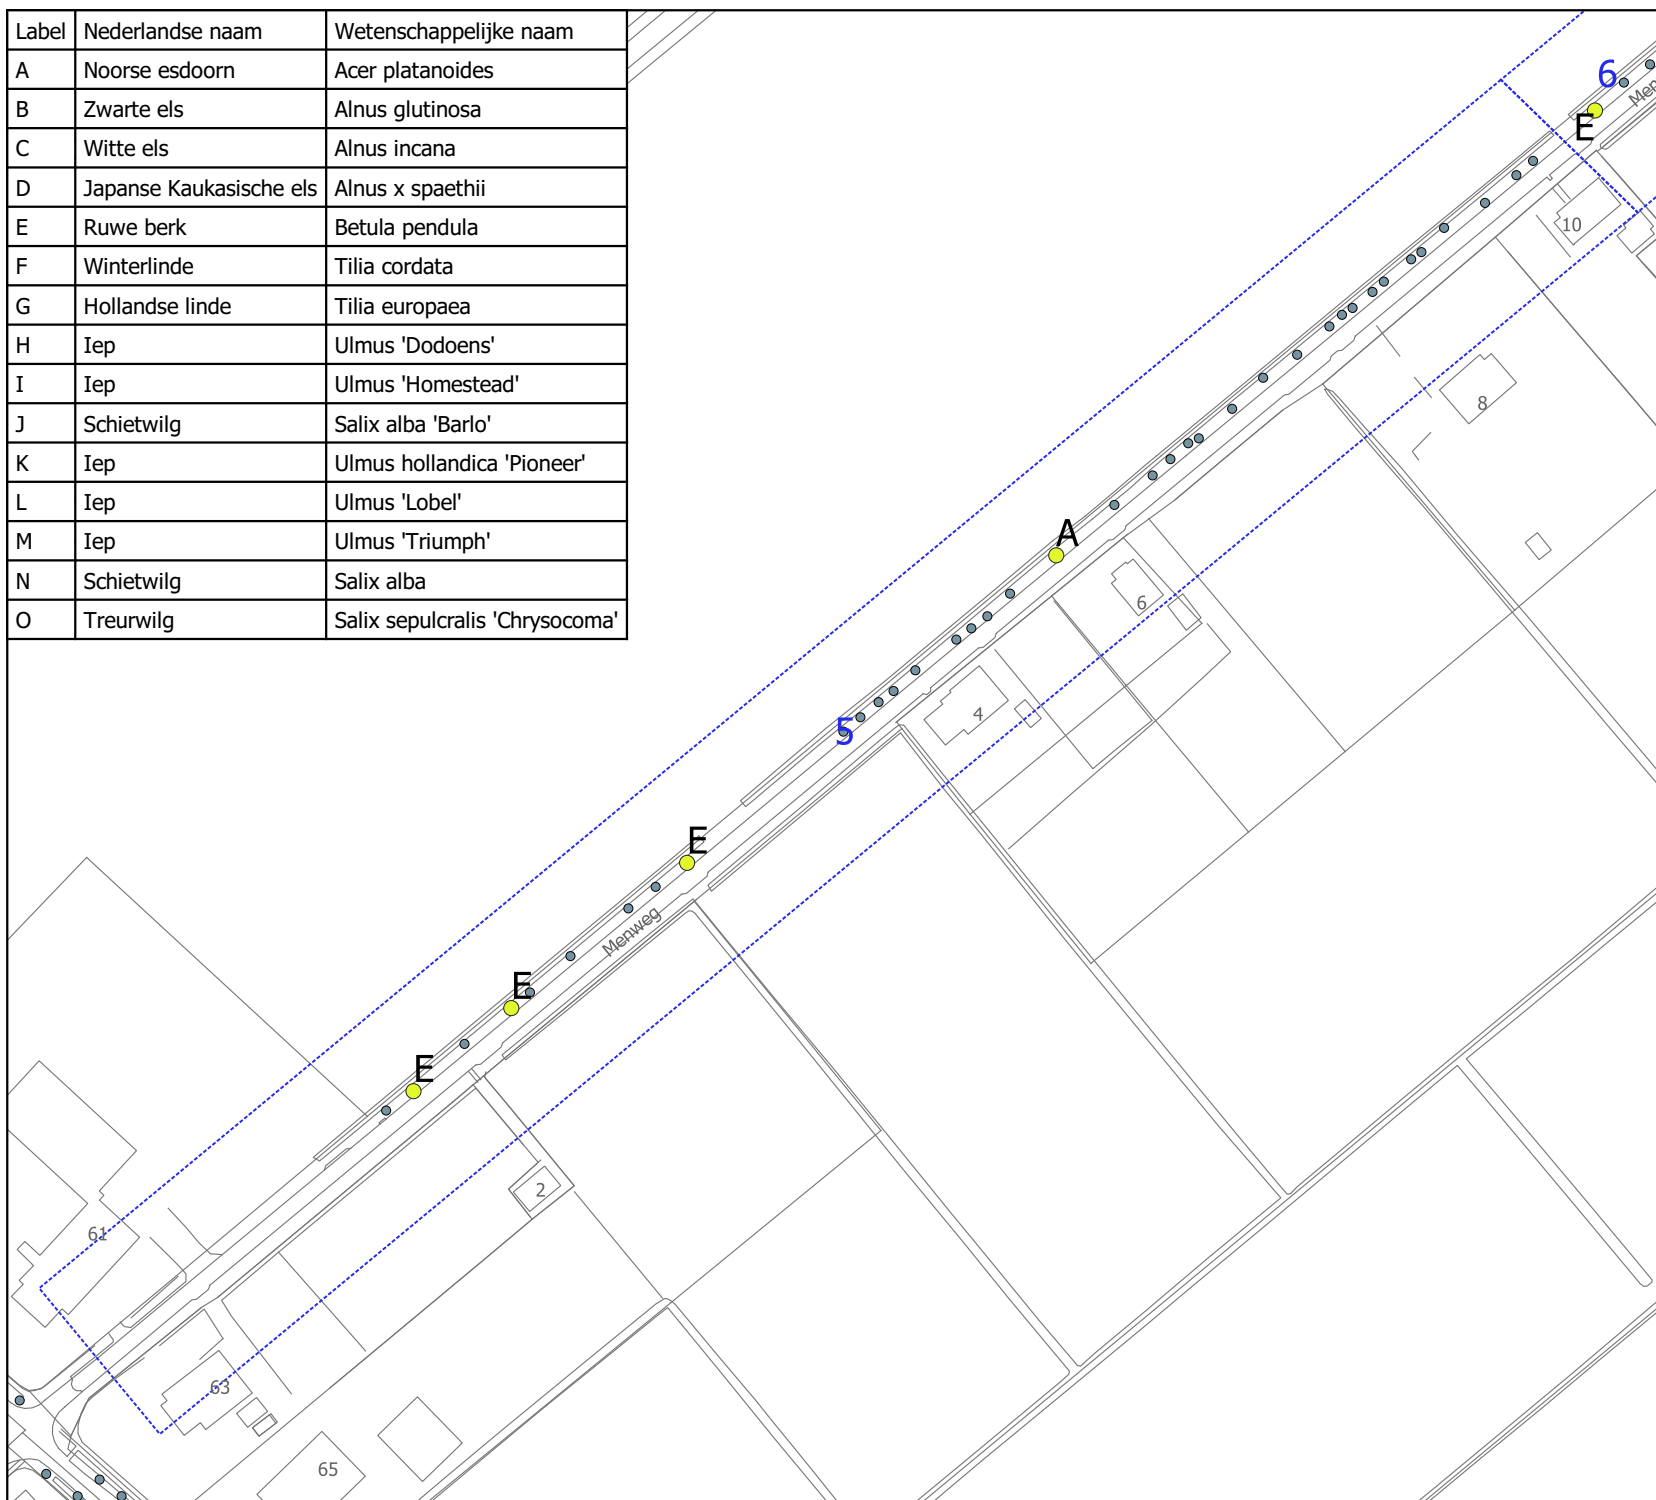 Label Nederlandse naam Wetenschappelijke naam
A Noorse esdoorn Acer platanoides
B Zwarte els Alnus glutinosa
C Witte els Alnus incana
D Japanse Kaukasische els Alnus x spaethii
E Ruwe berk Betula pendula
F Winterlinde Tilia cordata
G Hollandse linde Tilia europaea
H Iep Ulmus 'Dodoens'
I Iep Ulmus 'Homestead'
J Schietwilg Salix alba 'Barlo'
K Iep Ulmus hollandica 'Pioneer'
L Iep Ulmus 'Lobel'
M Iep Ulmus 'Triumph'
N Schietwilg Salix alba
O Treurwilg Salix sepulcralis 'Chrysocoma'
6
Men
E
10
8
A
6
4
5
E
Menweg
E
E
2
61
63
65